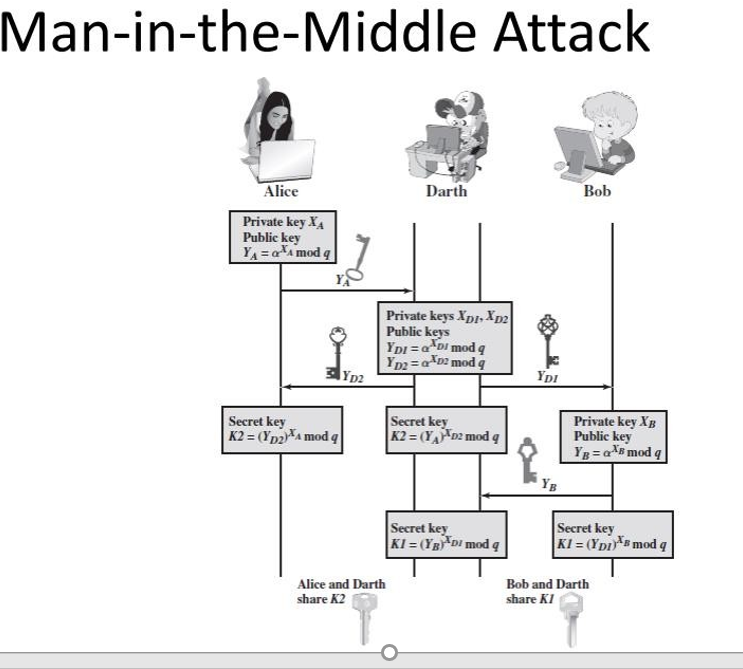 Man-in-the-Middle Attack
Alice
Darth
Bob
Private key X_A
Public key
Y_A = α^X_A mod q
Y_A
Private keys X_D1, X_D2
Public keys
Y_D1 = α^X_D1 mod q
Y_D2 = α^X_D2 mod q
Y_D2
Y_D1
Secret key
K2 = (Y_D2)^X_A mod q
Secret key
K2 = (Y_A)^X_D2 mod q
Private key X_B
Public key
Y_B = α^X_B mod q
Y_B
Secret key
K1 = (Y_B)^X_D1 mod q
Secret key
K1 = (Y_D1)^X_B mod q
Alice and Darth
share K2
Bob and Darth
share K1